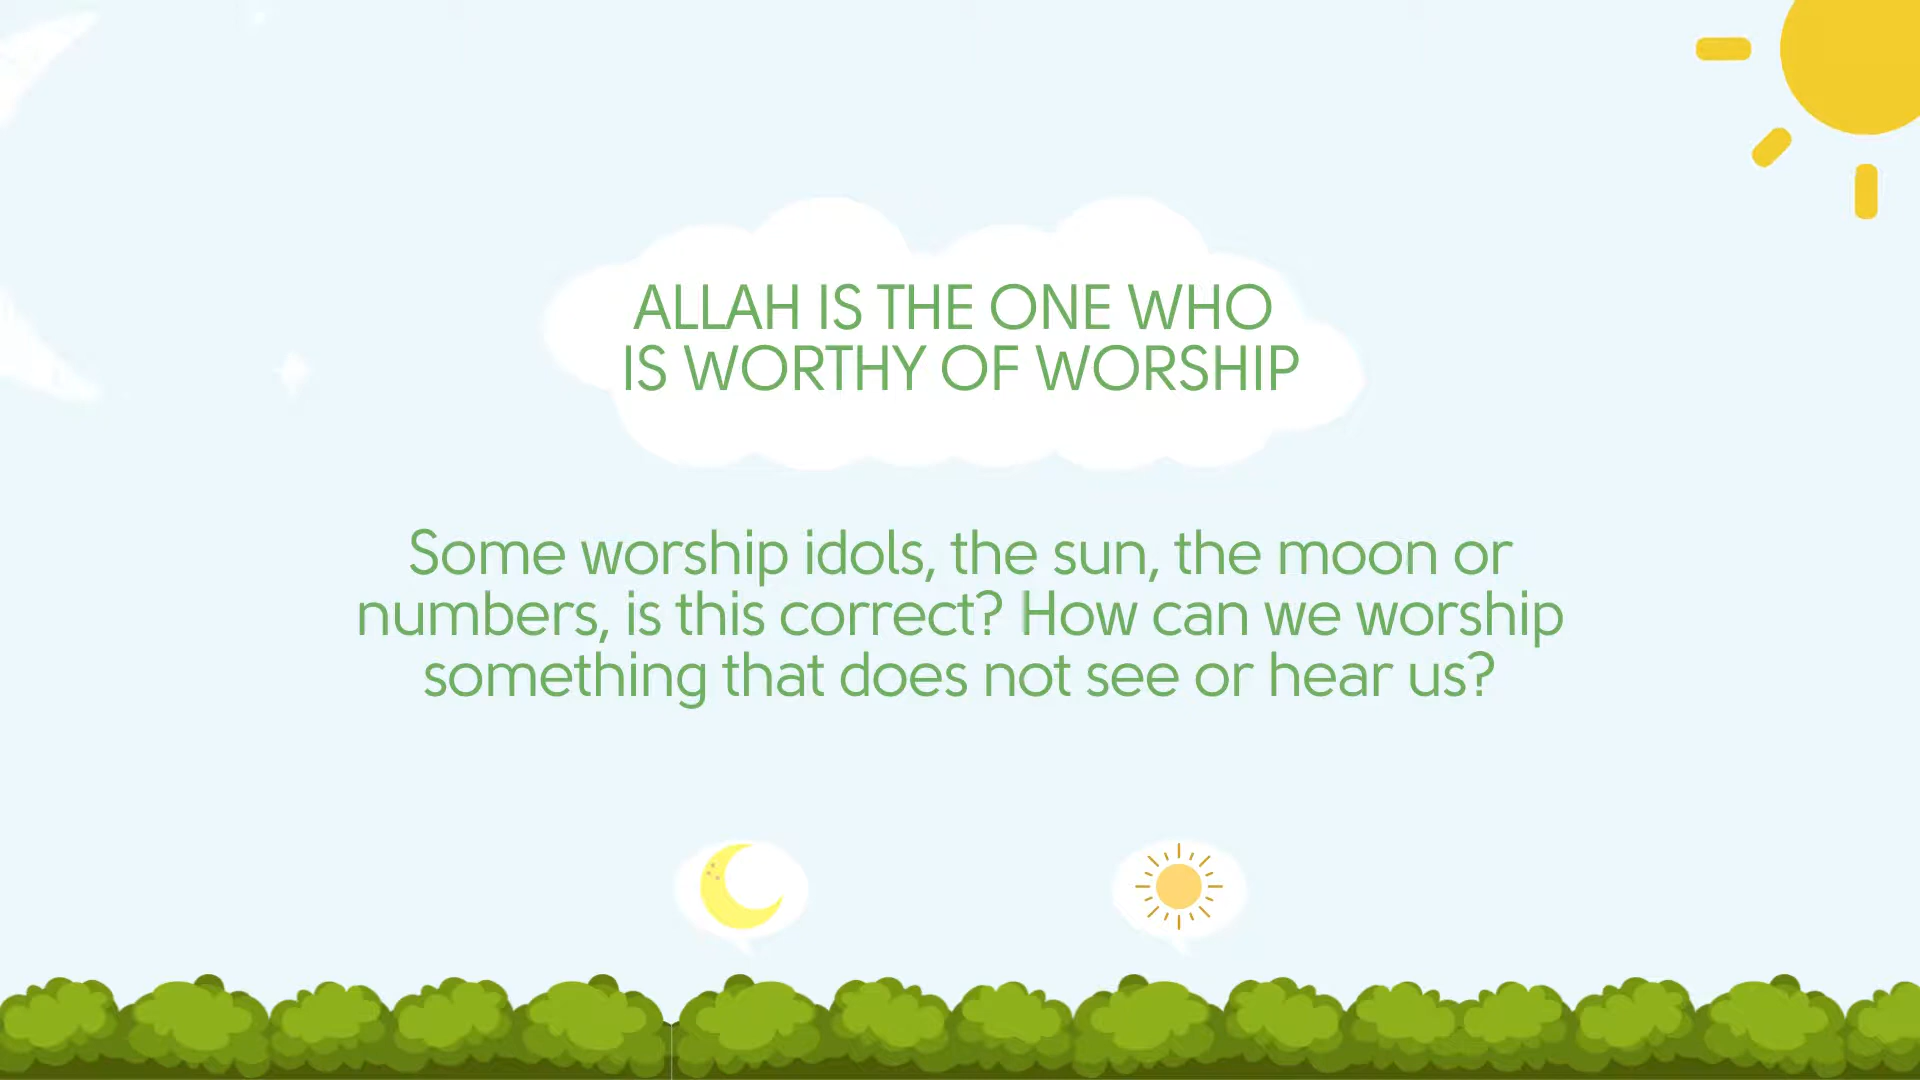 ALLAH IS THE ONE WHO
IS WORTHY OF WORSHIP
Some worship idols, the sun, the moon or
numbers, is this correct? How can we worship
something that does not see or hear us?